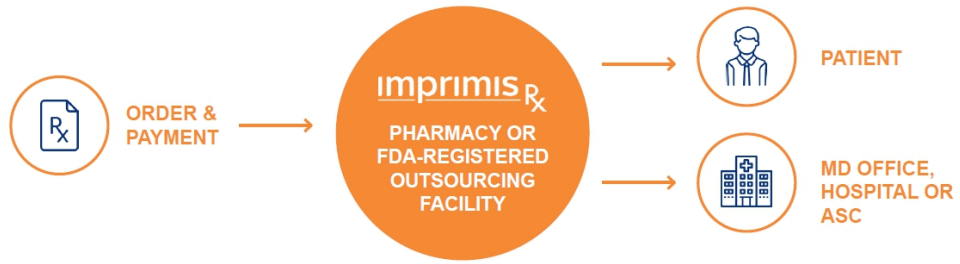 Rx
ORDER &
PAYMENT
imprimis Rx
PHARMACY OR
FDA-REGISTERED
OUTSOURCING
FACILITY
PATIENT
MD OFFICE,
HOSPITAL OR
ASC